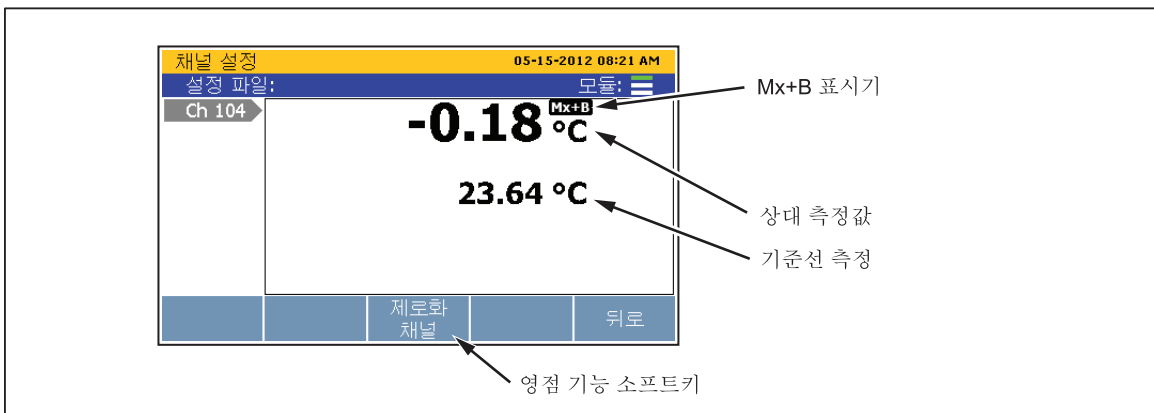 채널 설정 05-15-2012 08:21 AM
설정 파일: 모듈:
Ch 104
-0.18 °C Mx+B
23.64 °C
제로화
채널
뒤로
Mx+B 표시기
상대 측정값
기준선 측정
영점 기능 소프트키